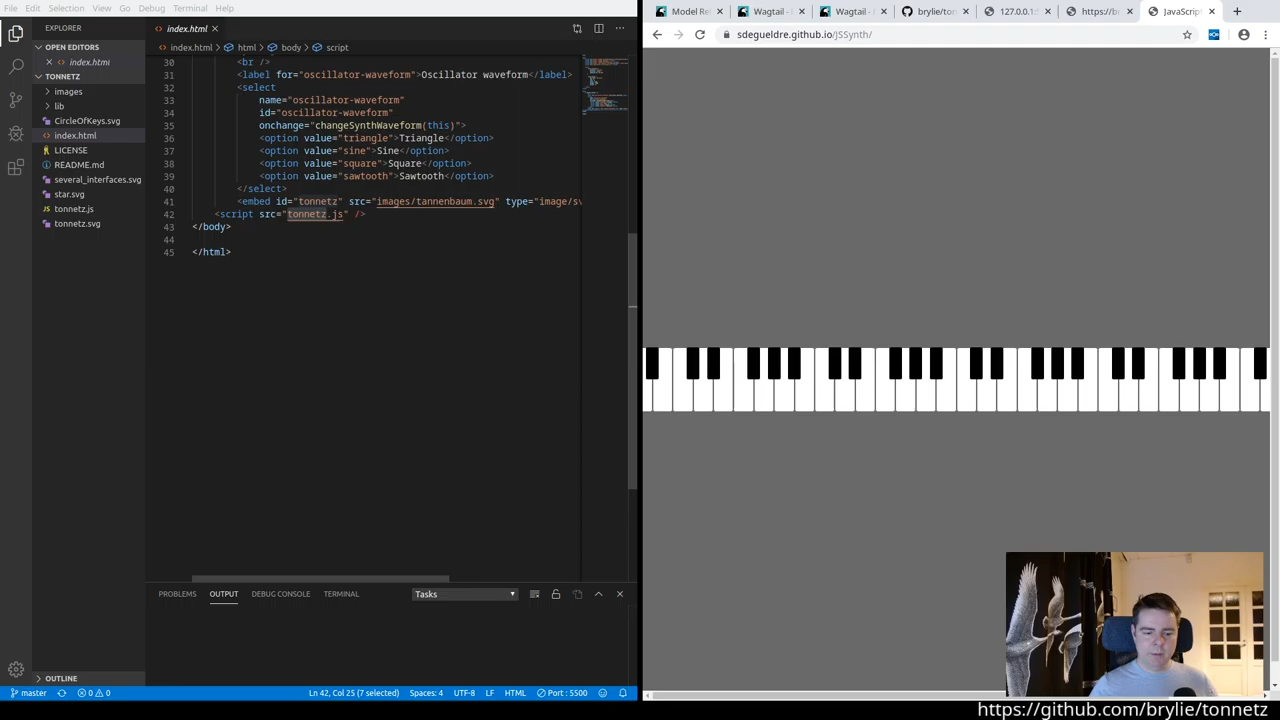 File Edit Selection View Go Debug Terminal Help
EXPLORER
OPEN EDITORS
index.html
TONNETZ
images
lib
CircleOfKeys.svg
index.html
LICENSE
README.md
several_interfaces.svg
star.svg
tonnetz.js
tonnetz.svg
OUTLINE
index.html
index.html html body script
30 <br />
31 <label for="oscillator-waveform">Oscillator waveform</label>
32 <select
33 name="oscillator-waveform"
34 id="oscillator-waveform"
35 onchange="changeSynthWaveform(this)">
36 <option value="triangle">Triangle</option>
37 <option value="sine">Sine</option>
38 <option value="square">Square</option>
39 <option value="sawtooth">Sawtooth</option>
40 </select>
41 <embed id="tonnetz" src="images/tannenbaum.svg" type="image/sv
42 <script src="tonnetz.js" />
43 </body>
44
45 </html>
PROBLEMS OUTPUT DEBUG CONSOLE TERMINAL Tasks
master 0 0 Ln 42, Col 25 (7 selected) Spaces: 4 UTF-8 LF HTML Port : 5500
Model Re Wagtail - Wagtail - brylie/ton 127.0.0.1: https://b JavaScript
sdegueldre.github.io/JSSynth/
https://github.com/brylie/tonnetz